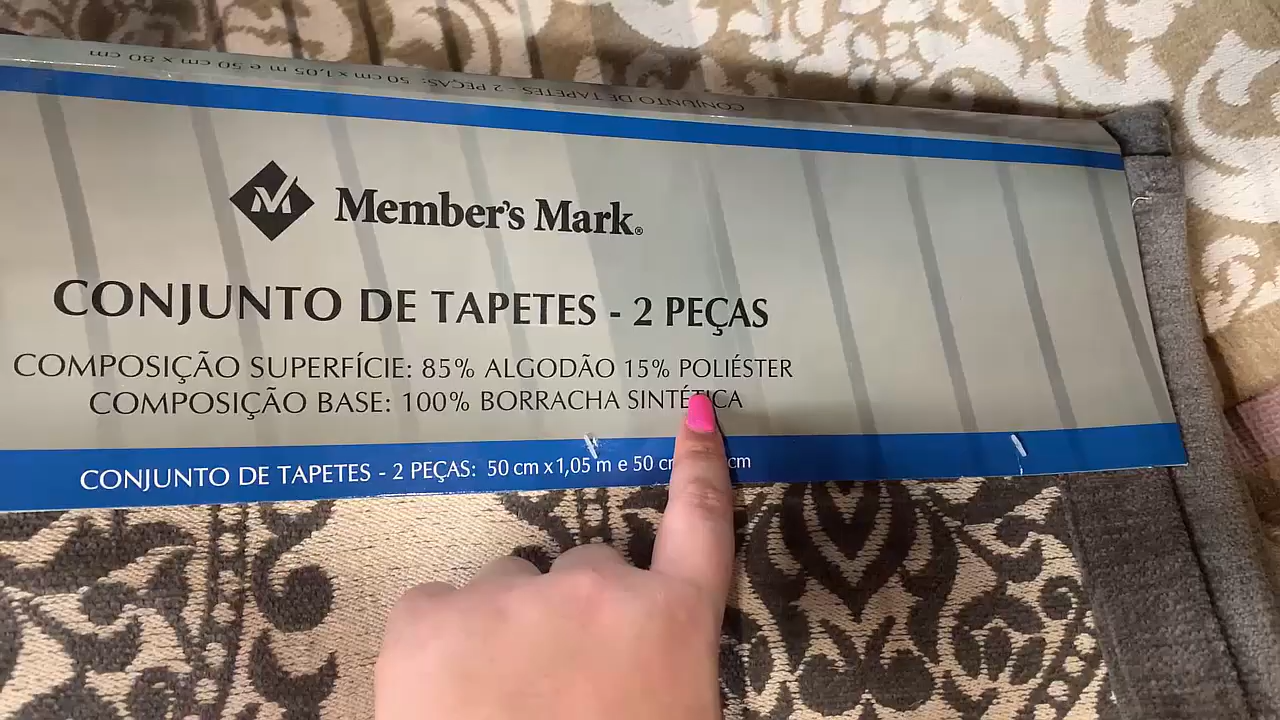 CONJUNTO DE TAPETES - 2 PEÇAS: 50 cm x 1,05 m e 50 cm x 80 cm
Member's Mark®
CONJUNTO DE TAPETES - 2 PEÇAS
COMPOSIÇÃO SUPERFÍCIE: 85% ALGODÃO 15% POLIÉSTER
COMPOSIÇÃO BASE: 100% BORRACHA SINTÉTICA
CONJUNTO DE TAPETES - 2 PEÇAS: 50 cm x 1,05 m e 50 cm